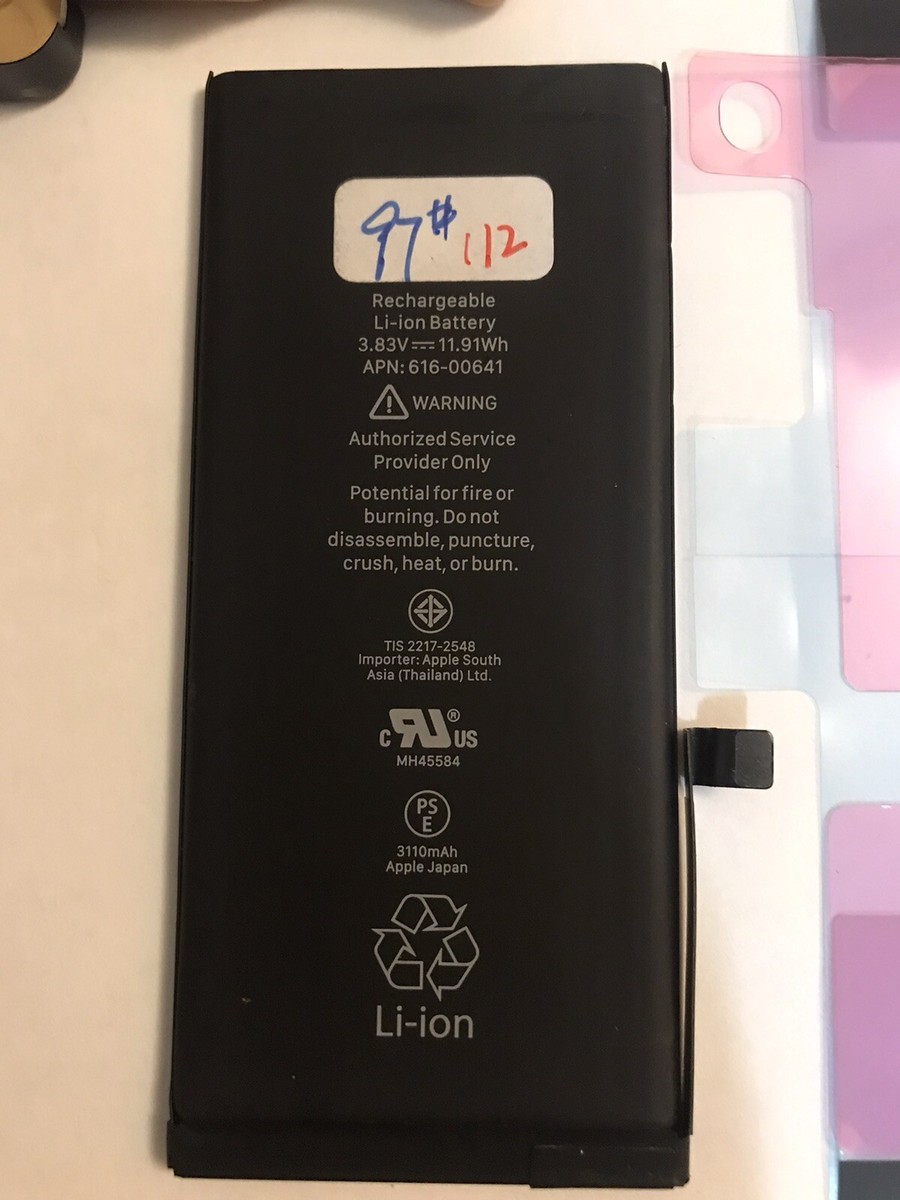 97# 112
Rechargeable
Li-ion Battery
3.83V⎓11.91Wh
APN: 616-00641
WARNING
Authorized Service
Provider Only
Potential for fire or
burning. Do not
disassemble, puncture,
crush, heat, or burn.
TIS 2217-2548
Importer: Apple South
Asia (Thailand) Ltd.
c RU® US
MH45584
PS
E
3110mAh
Apple Japan
Li-ion